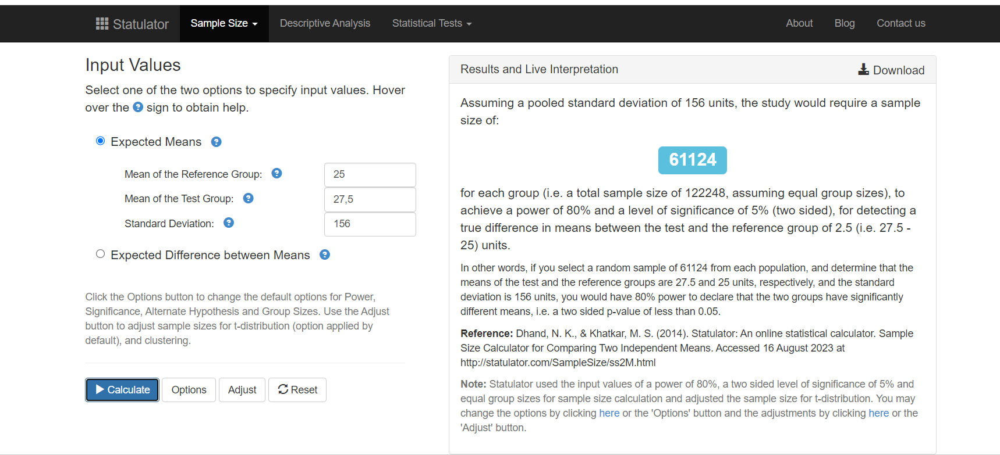 Statulator
Sample Size
Descriptive Analysis
Statistical Tests
About
Blog
Contact us
Input Values
Select one of the two options to specify input values. Hover
over the ? sign to obtain help.
Expected Means ?
Mean of the Reference Group: ?
25
Mean of the Test Group: ?
27,5
Standard Deviation: ?
156
Expected Difference between Means ?
Click the Options button to change the default options for Power,
Significance, Alternate Hypothesis and Group Sizes. Use the Adjust
button to adjust sample sizes for t-distribution (option applied by
default), and clustering.
Calculate
Options
Adjust
Reset
Results and Live Interpretation
Download
Assuming a pooled standard deviation of 156 units, the study would require a sample
size of:
61124
for each group (i.e. a total sample size of 122248, assuming equal group sizes), to
achieve a power of 80% and a level of significance of 5% (two sided), for detecting a
true difference in means between the test and the reference group of 2.5 (i.e. 27.5 -
25) units.
In other words, if you select a random sample of 61124 from each population, and determine that the
means of the test and the reference groups are 27.5 and 25 units, respectively, and the standard
deviation is 156 units, you would have 80% power to declare that the two groups have significantly
different means, i.e. a two sided p-value of less than 0.05.
Reference: Dhand, N. K., & Khatkar, M. S. (2014). Statulator: An online statistical calculator. Sample
Size Calculator for Comparing Two Independent Means. Accessed 16 August 2023 at
http://statulator.com/SampleSize/ss2M.html
Note: Statulator used the input values of a power of 80%, a two sided level of significance of 5% and
equal group sizes for sample size calculation and adjusted the sample size for t-distribution. You may
change the options by clicking here or the 'Options' button and the adjustments by clicking here or the
'Adjust' button.